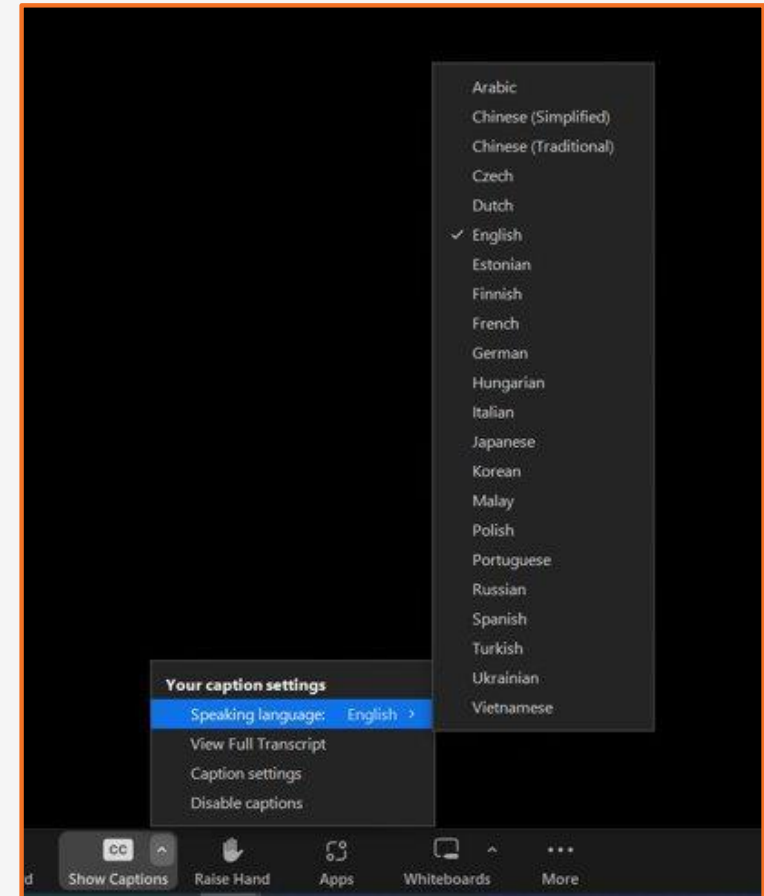 Arabic
Chinese (Simplified)
Chinese (Traditional)
Czech
Dutch
English
Estonian
Finnish
French
German
Hungarian
Italian
Japanese
Korean
Malay
Polish
Portuguese
Russian
Spanish
Turkish
Ukrainian
Vietnamese
Your caption settings
Speaking language: English >
View Full Transcript
Caption settings
Disable captions
CC
Show Captions
Raise Hand
Apps
Whiteboards
More